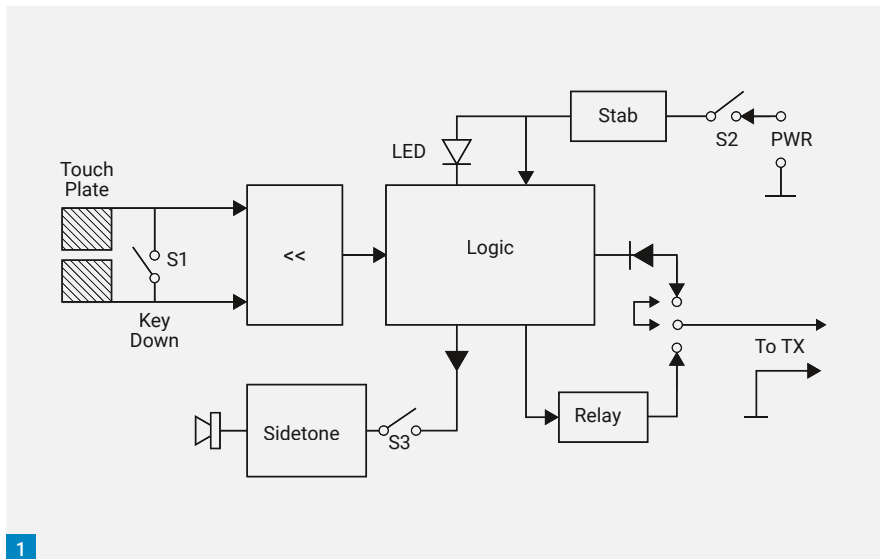 Stab
S2
PWR
LED
Touch
Plate
S1
<<
Logic
Key
Down
To TX
Sidetone
S3
Relay
1